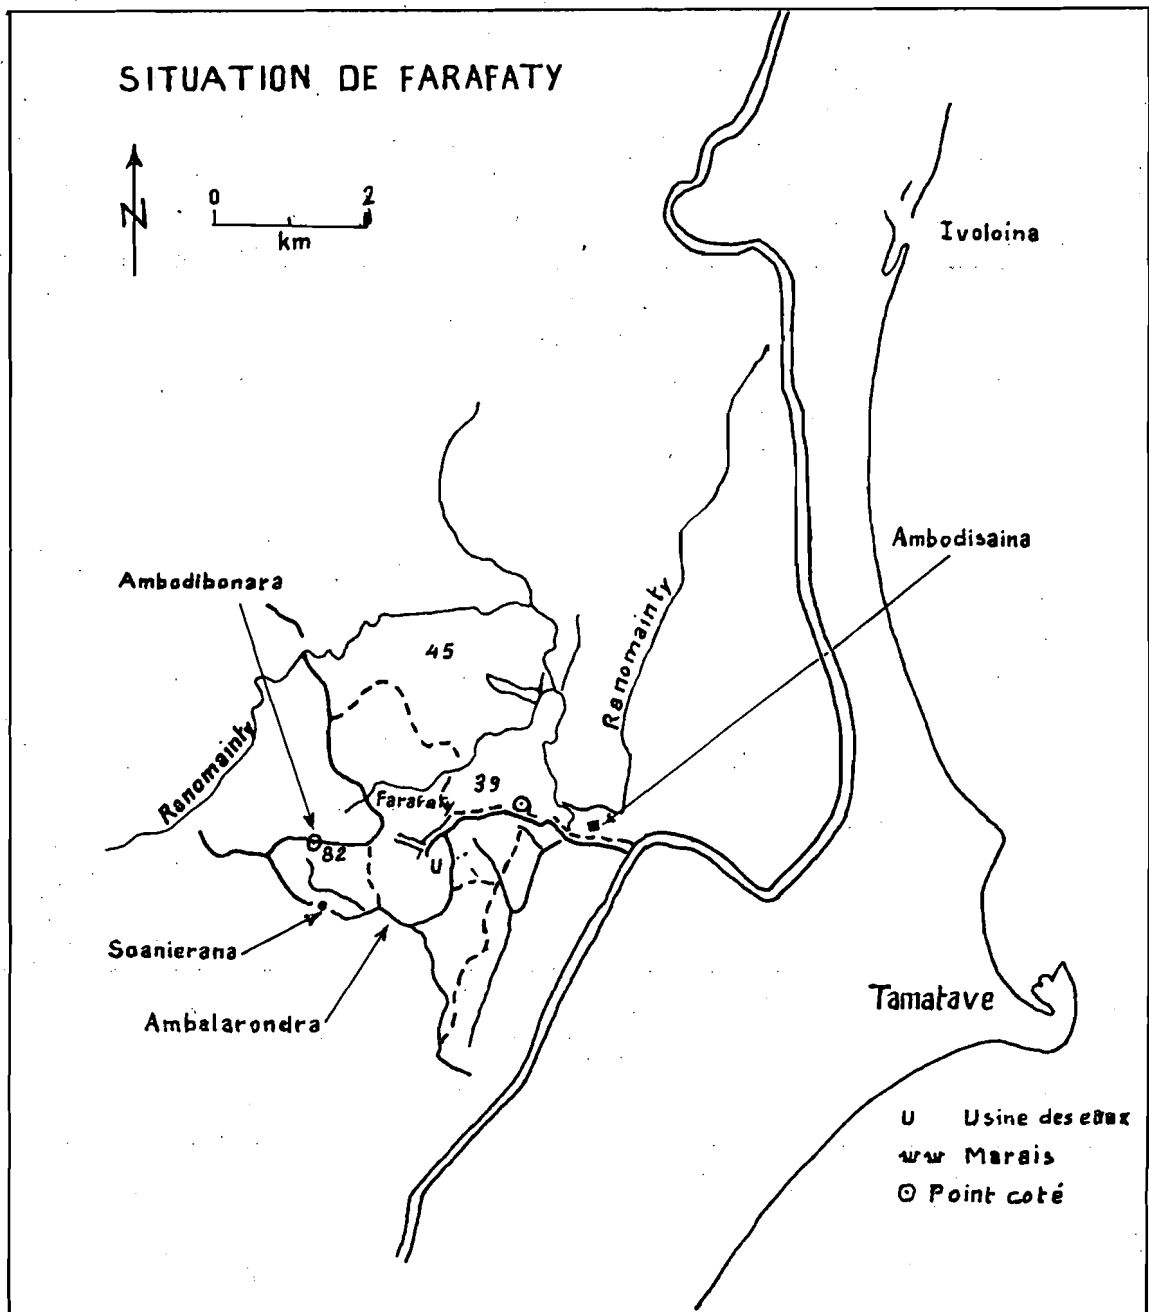 SITUATION DE FARAFATY
N
0 2
km
Ivoloina
Ambodisaina
Ambodibonara
45
Ranomainty
Ranomainty
39
Farafaty
82
U
Soanierana
Ambalarondra
Tamatave
U Usine des eaux
Marais
Point coté